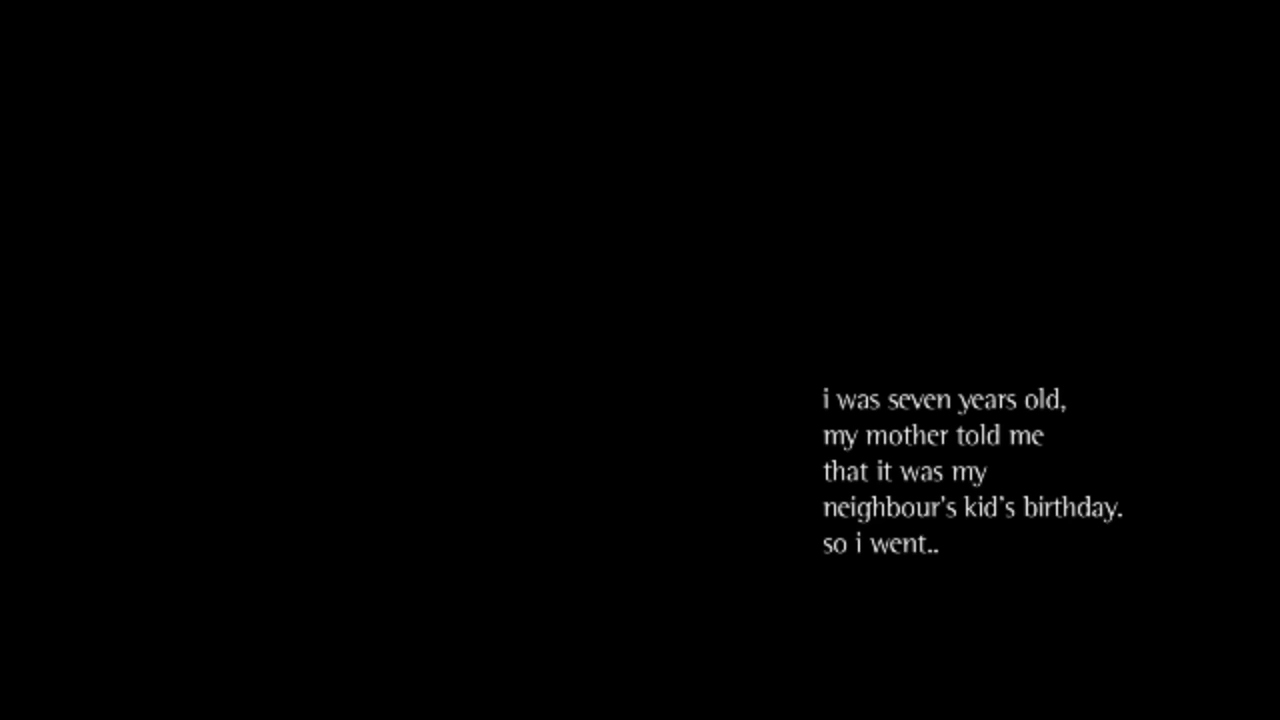 i was seven years old,
my mother told me
that it was my
neighbour's kid's birthday.
so i went..